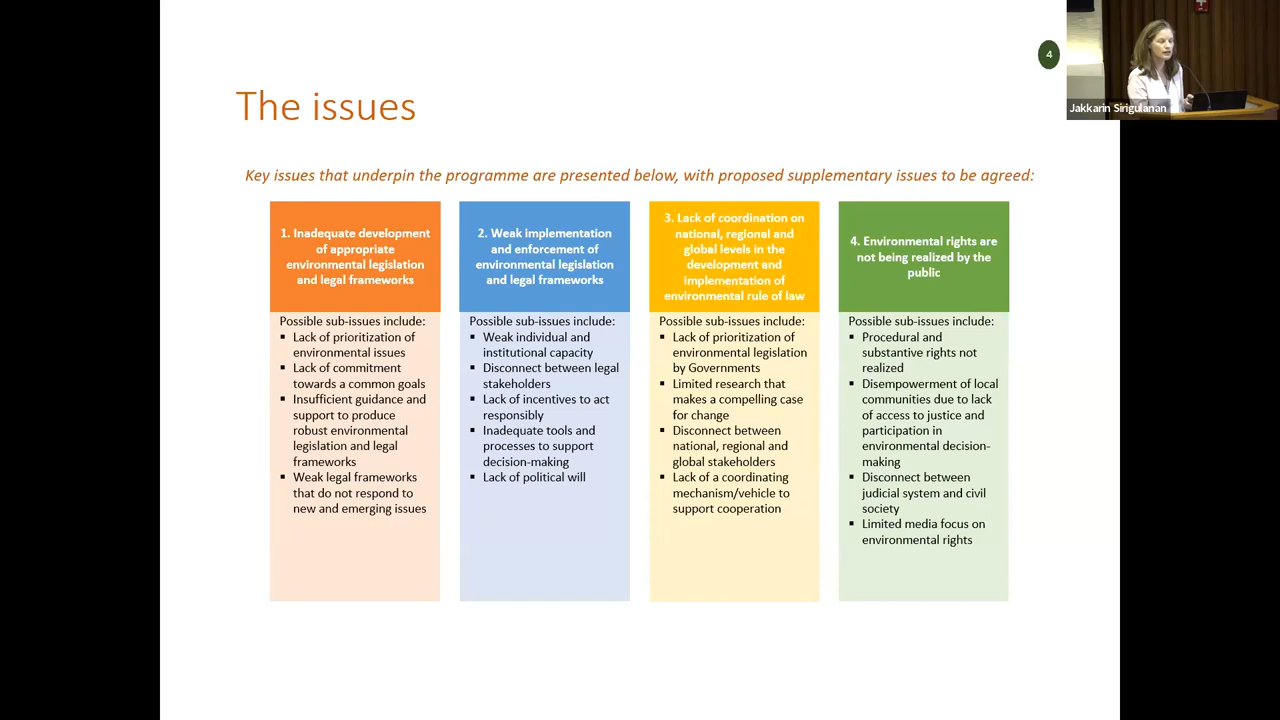 4
Jakkarin Sirigulanan
The issues
Key issues that underpin the programme are presented below, with proposed supplementary issues to be agreed:
1. Inadequate development
of appropriate
environmental legislation
and legal frameworks
Possible sub-issues include:
▪ Lack of prioritization of
environmental issues
▪ Lack of commitment
towards a common goals
▪ Insufficient guidance and
support to produce
robust environmental
legislation and legal
frameworks
▪ Weak legal frameworks
that do not respond to
new and emerging issues
2. Weak implementation
and enforcement of
environmental legislation
and legal frameworks
Possible sub-issues include:
▪ Weak individual and
institutional capacity
▪ Disconnect between legal
stakeholders
▪ Lack of incentives to act
responsibly
▪ Inadequate tools and
processes to support
decision-making
▪ Lack of political will
3. Lack of coordination on
national, regional and
global levels in the
development and
implementation of
environmental rule of law
Possible sub-issues include:
▪ Lack of prioritization of
environmental legislation
by Governments
▪ Limited research that
makes a compelling case
for change
▪ Disconnect between
national, regional and
global stakeholders
▪ Lack of a coordinating
mechanism/vehicle to
support cooperation
4. Environmental rights are
not being realized by the
public
Possible sub-issues include:
▪ Procedural and
substantive rights not
realized
▪ Disempowerment of local
communities due to lack
of access to justice and
participation in
environmental decision-
making
▪ Disconnect between
judicial system and civil
society
▪ Limited media focus on
environmental rights